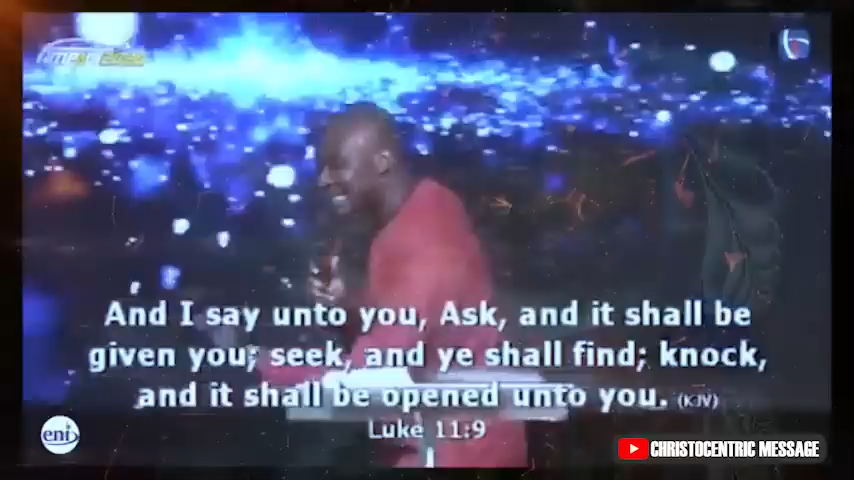 And I say unto you, Ask, and it shall be
given you; seek, and ye shall find; knock,
and it shall be opened unto you. (KJV)
Luke 11:9
eni
CHRISTOCENTRIC MESSAGE